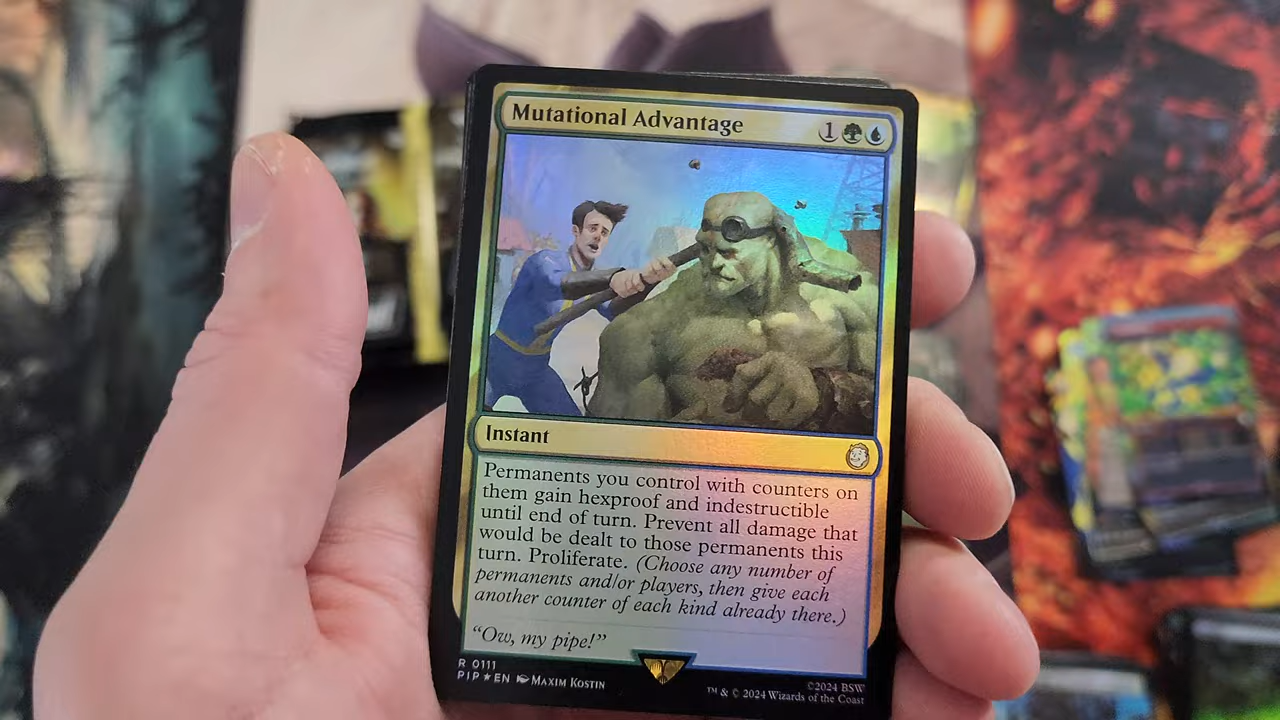 Mutational Advantage 1
Instant
Permanents you control with counters on
them gain hexproof and indestructible
until end of turn. Prevent all damage that
would be dealt to those permanents this
turn. Proliferate. (Choose any number of
permanents and/or players, then give each
another counter of each kind already there.)
“Ow, my pipe!”
R 0111
PIP★EN MAXIM KOSTIN
©2024 BSW
™ & © 2024 Wizards of the Coast